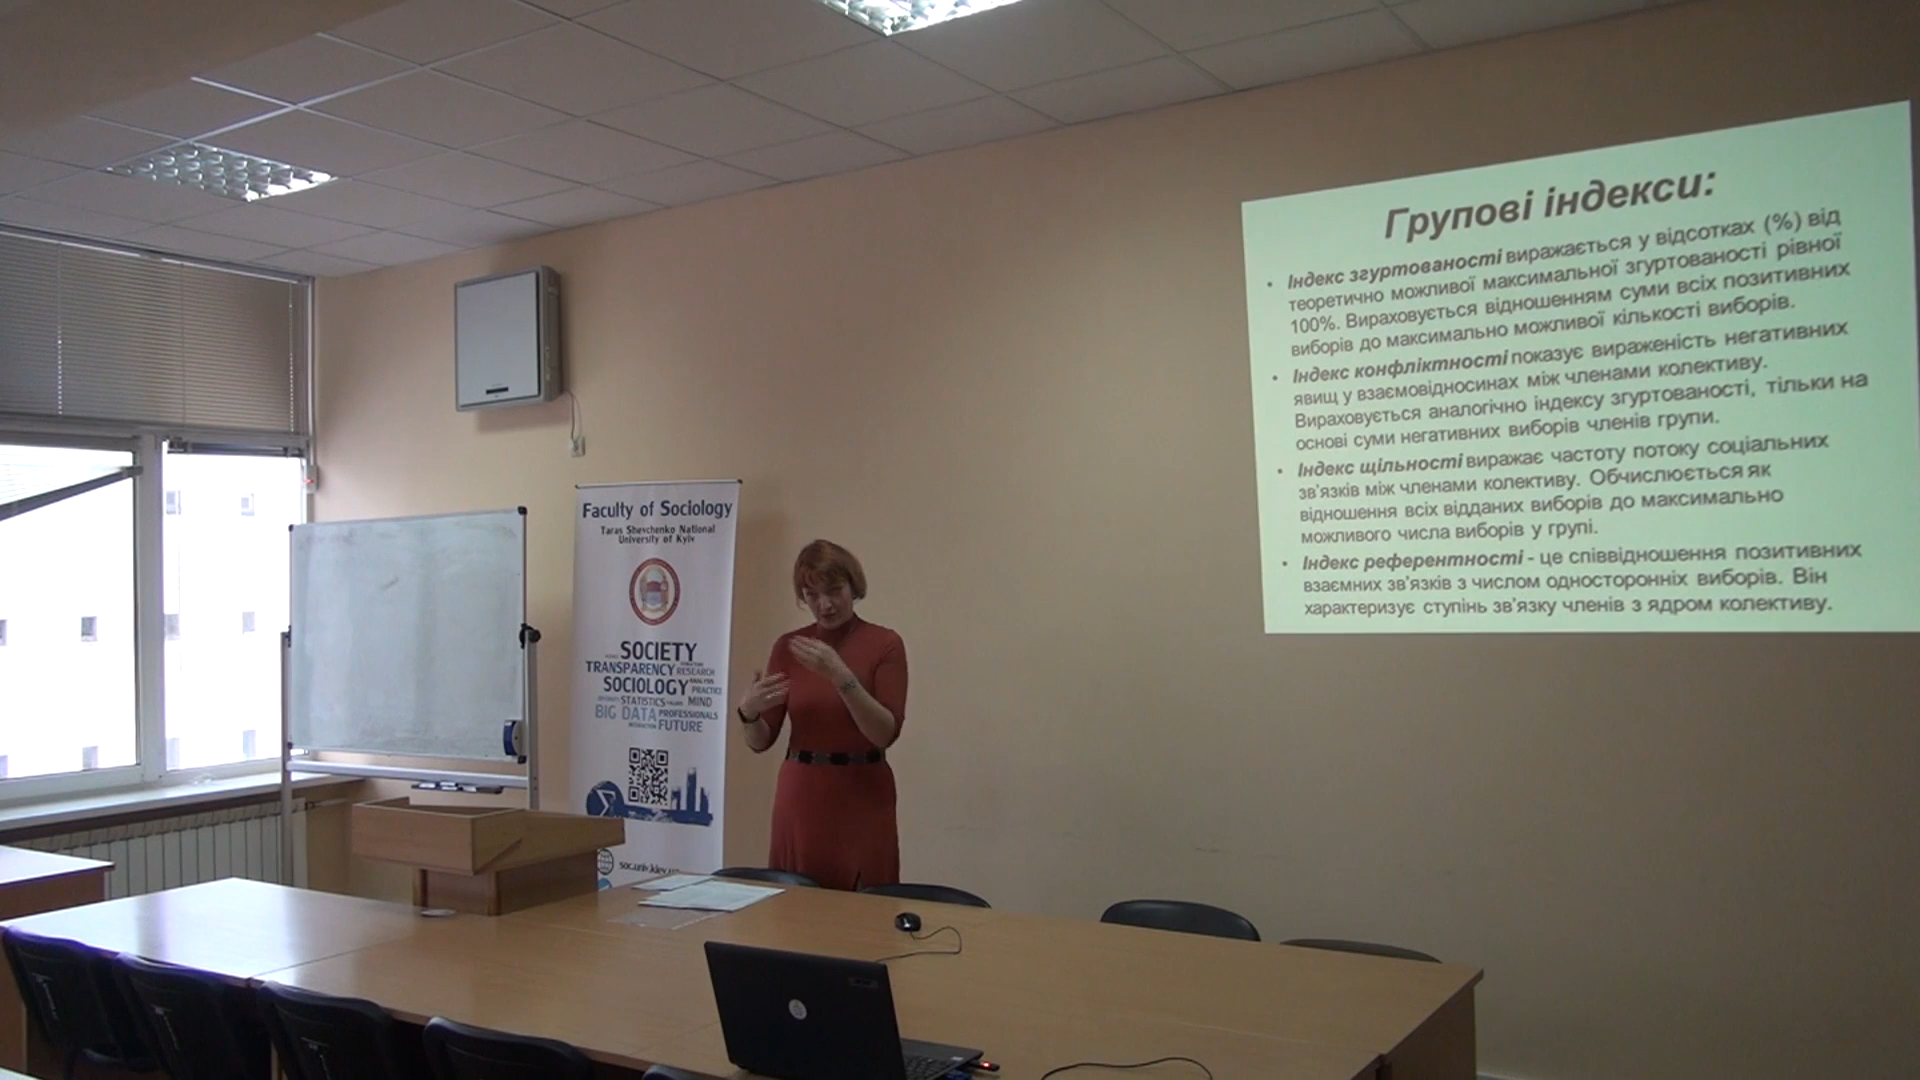 Групові індекси:
• Індекс згуртованості виражається у відсотках (%) від
теоретично можливої максимальної згуртованості рівної
100%. Вираховується відношенням суми всіх позитивних
виборів до максимально можливої кількості виборів.
• Індекс конфліктності показує вираженість негативних
явищ у взаємовідносинах між членами колективу.
Вираховується аналогічно індексу згуртованості, тільки на
основі суми негативних виборів членів групи.
• Індекс щільності виражає частоту потоку соціальних
зв'язків між членами колективу. Обчислюється як
відношення всіх відданих виборів до максимально
можливого числа виборів у групі.
• Індекс референтності - це співвідношення позитивних
взаємних зв'язків з числом односторонніх виборів. Він
характеризує ступінь зв'язку членів з ядром колективу.
Faculty of Sociology
Taras Shevchenko National
University of Kyiv
SOCIETY
TRANSPARENCY RESEARCH
SOCIOLOGY ANALYSIS PRACTICE
STATISTICS MIND
BIG DATA PROFESSIONALS
FUTURE